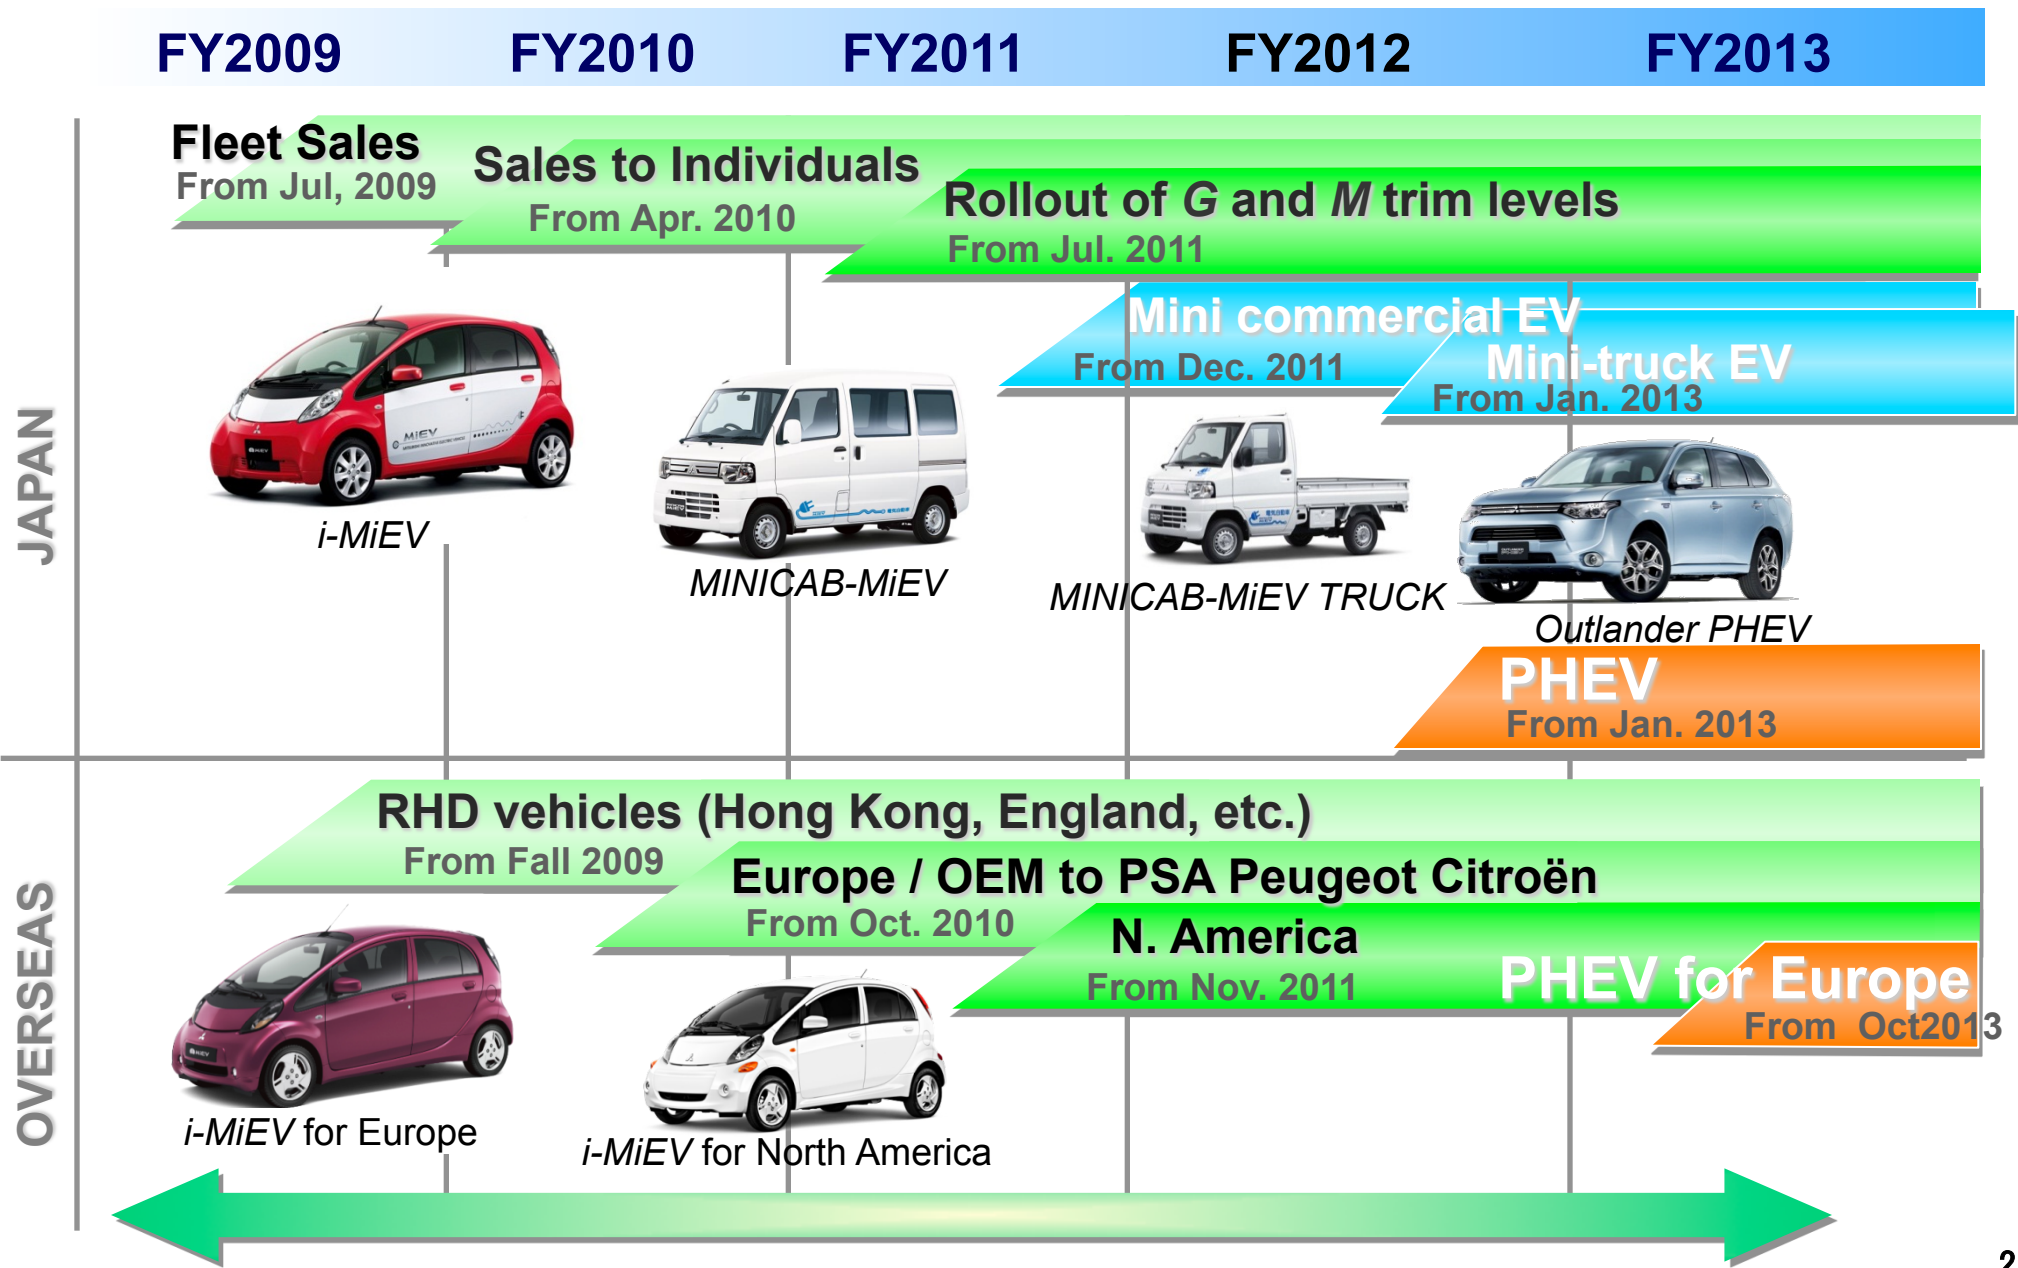 FY2009 FY2010 FY2011 FY2012 FY2013
JAPAN
Fleet Sales
From Jul, 2009
Sales to Individuals
From Apr. 2010
Rollout of G and M trim levels
From Jul. 2011
Mini commercial EV
From Dec. 2011
Mini-truck EV
From Jan. 2013
MiEV
i-MiEV
MINICAB-MiEV
MINICAB-MiEV TRUCK
Outlander PHEV
PHEV
From Jan. 2013
OVERSEAS
RHD vehicles (Hong Kong, England, etc.)
From Fall 2009
Europe / OEM to PSA Peugeot Citroën
From Oct. 2010
N. America
From Nov. 2011
PHEV for Europe
From Oct2013
i-MiEV for Europe
i-MiEV for North America
2